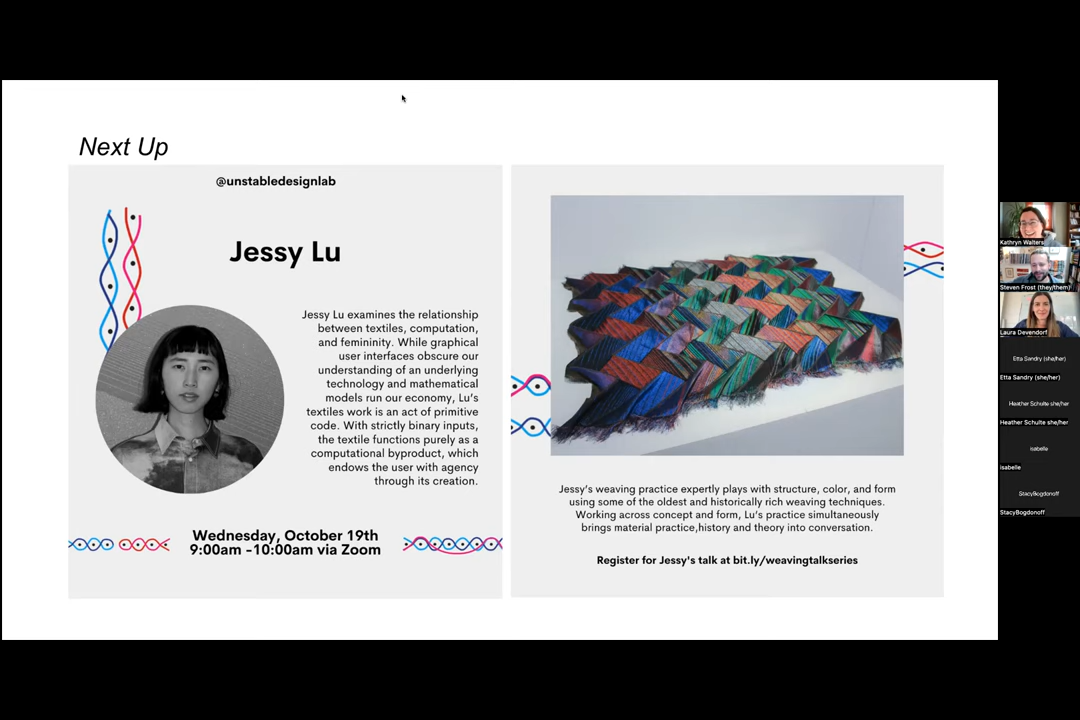 Next Up
@unstabledesignlab
Jessy Lu
Jessy Lu examines the relationship
between textiles, computation,
and femininity. While graphical
user interfaces obscure our
understanding of an underlying
technology and mathematical
models run our economy, Lu's
textiles work is an act of primitive
code. With strictly binary inputs,
the textile functions purely as a
computational byproduct, which
endows the user with agency
through its creation.
Wednesday, October 19th
9:00am -10:00am via Zoom
Jessy's weaving practice expertly plays with structure, color, and form
using some of the oldest and historically rich weaving techniques.
Working across concept and form, Lu's practice simultaneously
brings material practice,history and theory into conversation.
Register for Jessy's talk at bit.ly/weavingtalkseries
Kathryn Walters
Steven Frost (they/them)
Laura Devendorf
Etta Sandry (she/her)
Etta Sandry (she/her)
Heather Schulte she/her
Heather Schulte she/her
isabelle
Isabelle
StacyBogdonoff
StacyBogdonoff